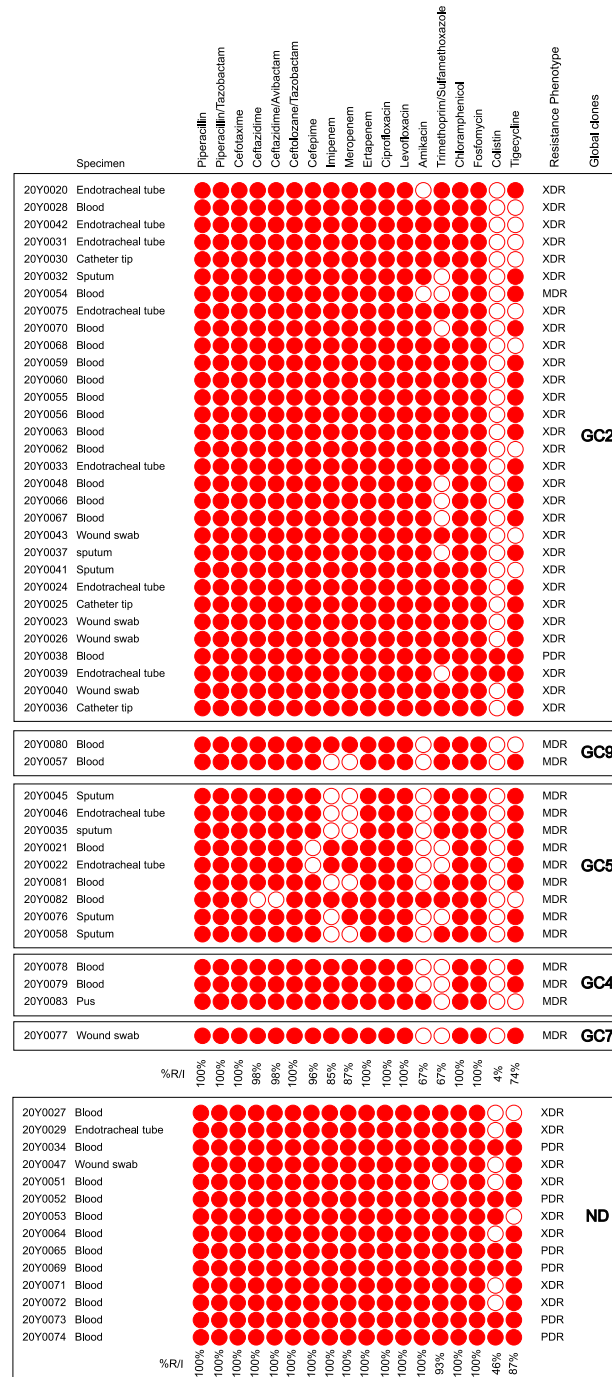 Specimen
Piperacillin
Piperacillin/Tazobactam
Cefotaxime
Ceftazidime
Ceftazidime/Avibactam
Ceftolozane/Tazobactam
Cefepime
Imipenem
Meropenem
Ertapenem
Ciprofloxacin
Levofloxacin
Amikacin
Trimethoprim/Sulfamethoxazole
Chloramphenicol
Fosfomycin
Colistin
Tigecycline
Resistance Phenotype
Global clones
20Y0020 Endotracheal tube XDR
20Y0028 Blood XDR
20Y0042 Endotracheal tube XDR
20Y0031 Endotracheal tube XDR
20Y0030 Catheter tip XDR
20Y0032 Sputum XDR
20Y0054 Blood MDR
20Y0075 Endotracheal tube XDR
20Y0070 Blood XDR
20Y0068 Blood XDR
20Y0059 Blood XDR
20Y0060 Blood XDR
20Y0055 Blood XDR
20Y0056 Blood XDR
20Y0063 Blood XDR
GC2
20Y0062 Blood XDR
20Y0033 Endotracheal tube XDR
20Y0048 Blood XDR
20Y0066 Blood XDR
20Y0067 Blood XDR
20Y0043 Wound swab XDR
20Y0037 sputum XDR
20Y0041 Sputum XDR
20Y0024 Endotracheal tube XDR
20Y0025 Catheter tip XDR
20Y0023 Wound swab XDR
20Y0026 Wound swab XDR
20Y0038 Blood PDR
20Y0039 Endotracheal tube XDR
20Y0040 Wound swab XDR
20Y0036 Catheter tip XDR
20Y0080 Blood MDR
GC9
20Y0057 Blood MDR
20Y0045 Sputum MDR
20Y0046 Endotracheal tube MDR
20Y0035 sputum MDR
20Y0021 Blood MDR
20Y0022 Endotracheal tube MDR GC5
20Y0081 Blood MDR
20Y0082 Blood MDR
20Y0076 Sputum MDR
20Y0058 Sputum MDR
20Y0078 Blood MDR
20Y0079 Blood MDR GC4
20Y0083 Pus MDR
20Y0077 Wound swab MDR GC7
%R/I 100% 100% 100% 98% 98% 100% 96% 85% 87% 100% 100% 100% 67% 67% 100% 100% 4% 74%
20Y0027 Blood XDR
20Y0029 Endotracheal tube XDR
20Y0034 Blood PDR
20Y0047 Wound swab XDR
20Y0051 Blood XDR
20Y0052 Blood PDR
20Y0053 Blood XDR
ND
20Y0064 Blood XDR
20Y0065 Blood PDR
20Y0069 Blood PDR
20Y0071 Blood XDR
20Y0072 Blood XDR
20Y0073 Blood PDR
20Y0074 Blood PDR
%R/I 100% 100% 100% 100% 100% 100% 100% 100% 100% 100% 100% 100% 100% 93% 100% 100% 46% 87%